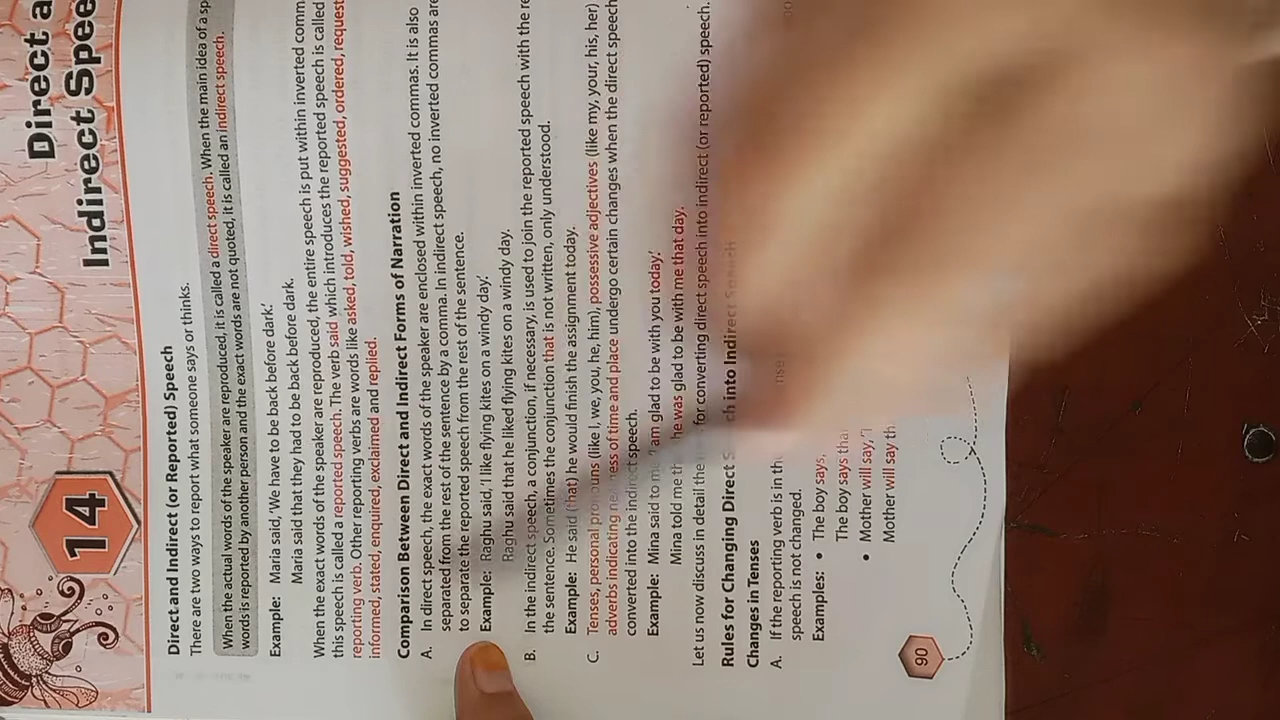 14
Direct a
Indirect Spee
Direct and Indirect (or Reported) Speech
There are two ways to report what someone says or thinks.
When the actual words of the speaker are reproduced, it is called a direct speech. When the main idea of a sp
words is reported by another person and the exact words are not quoted, it is called an indirect speech.
Example: Maria said, 'We have to be back before dark.'
Maria said that they had to be back before dark.
When the exact words of the speaker are reproduced, the entire speech is put within inverted comm
this speech is called a reported speech. The verb said which introduces the reported speech is called
reporting verb. Other reporting verbs are words like asked, told, wished, suggested, ordered, request
informed, stated, enquired, exclaimed and replied.
Comparison Between Direct and Indirect Forms of Narration
A. In direct speech, the exact words of the speaker are enclosed within inverted commas. It is also
separated from the rest of the sentence by a comma. In indirect speech, no inverted commas are
to separate the reported speech from the rest of the sentence.
Example: Raghu said, 'I like flying kites on a windy day.'
Raghu said that he liked flying kites on a windy day.
B. In the indirect speech, a conjunction, if necessary, is used to join the reported speech with the re
the sentence. Sometimes the conjunction that is not written, only understood.
Example: He said (that) he would finish the assignment today.
C. Tenses, personal pronouns (like I, we, you, he, him), possessive adjectives (like my, your, his, her)
adverbs indicating nearness of time and place undergo certain changes when the direct speech
converted into the indirect speech.
Example: Mina said to me, 'I am glad to be with you today.'
Mina told me th he was glad to be with me that day.
Let us now discuss in detail the for converting direct speech into indirect (or reported) speech.
Rules for Changing Direct S ch into Indirect Speech
Changes in Tenses
A. If the reporting verb is in the
speech is not changed.
Examples: • The boy says,
The boy says tha
• Mother will say, 'I
Mother will say th
90